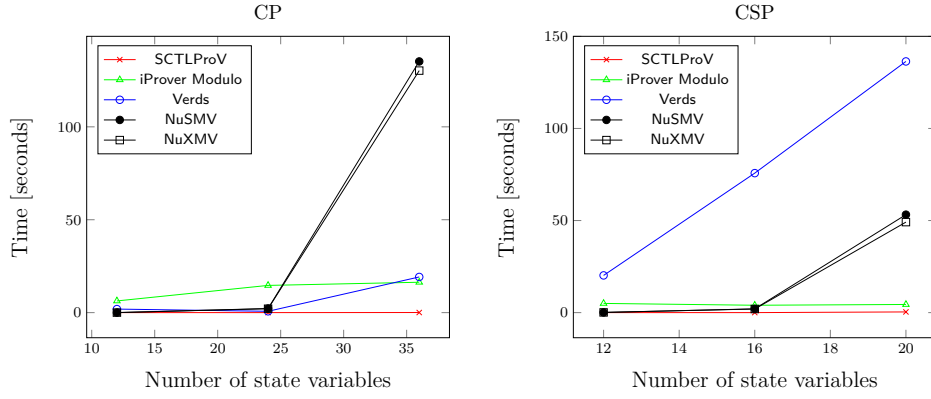 CP
SCTLProV
iProver Modulo
Verds
NuSMV
NuXMV
Time [seconds]
100
50
0
10 15 20 25 30 35
Number of state variables
CSP
SCTLProV
iProver Modulo
Verds
NuSMV
NuXMV
Time [seconds]
150
100
50
0
12 14 16 18 20
Number of state variables